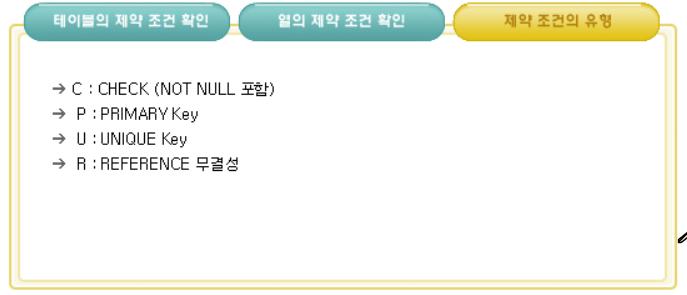 테이블의 제약 조건 확인 열의 제약 조건 확인 제약 조건의 유형
→ C : CHECK (NOT NULL 포함)
→ P : PRIMARY Key
→ U : UNIQUE Key
→ R : REFERENCE 무결성